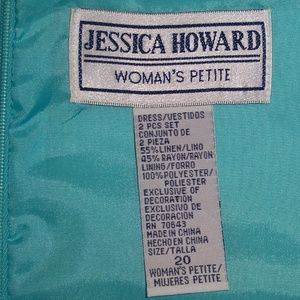 JESSICA HOWARD
WOMAN'S PETITE
DRESS/VESTIDOS
2 PCS SET
CONJUNTO DE
2 PIEZA
55%LINEN/LINO
45%RAYON/RAYON
LINING/FORRO
100%POLYESTER/
POLIESTER
EXCLUSIVE OF
DECORATION
EXCLUSIVO DE
DECORATION
RN 70643
MADE IN CHINA
HECHO EN CHINA
SIZE/TALLA
20
WOMAN'S PETITE/
MUJERES PETITE